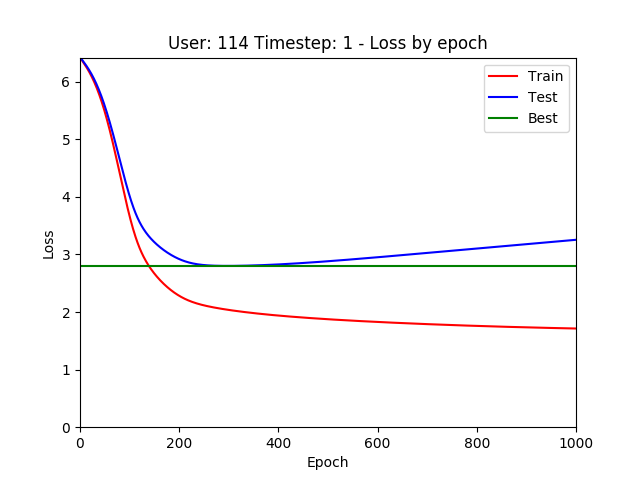 User: 114 Timestep: 1 - Loss by epoch
Train
Test
Best
Loss
6
5
4
3
2
1
0
0 200 400 600 800 1000
Epoch